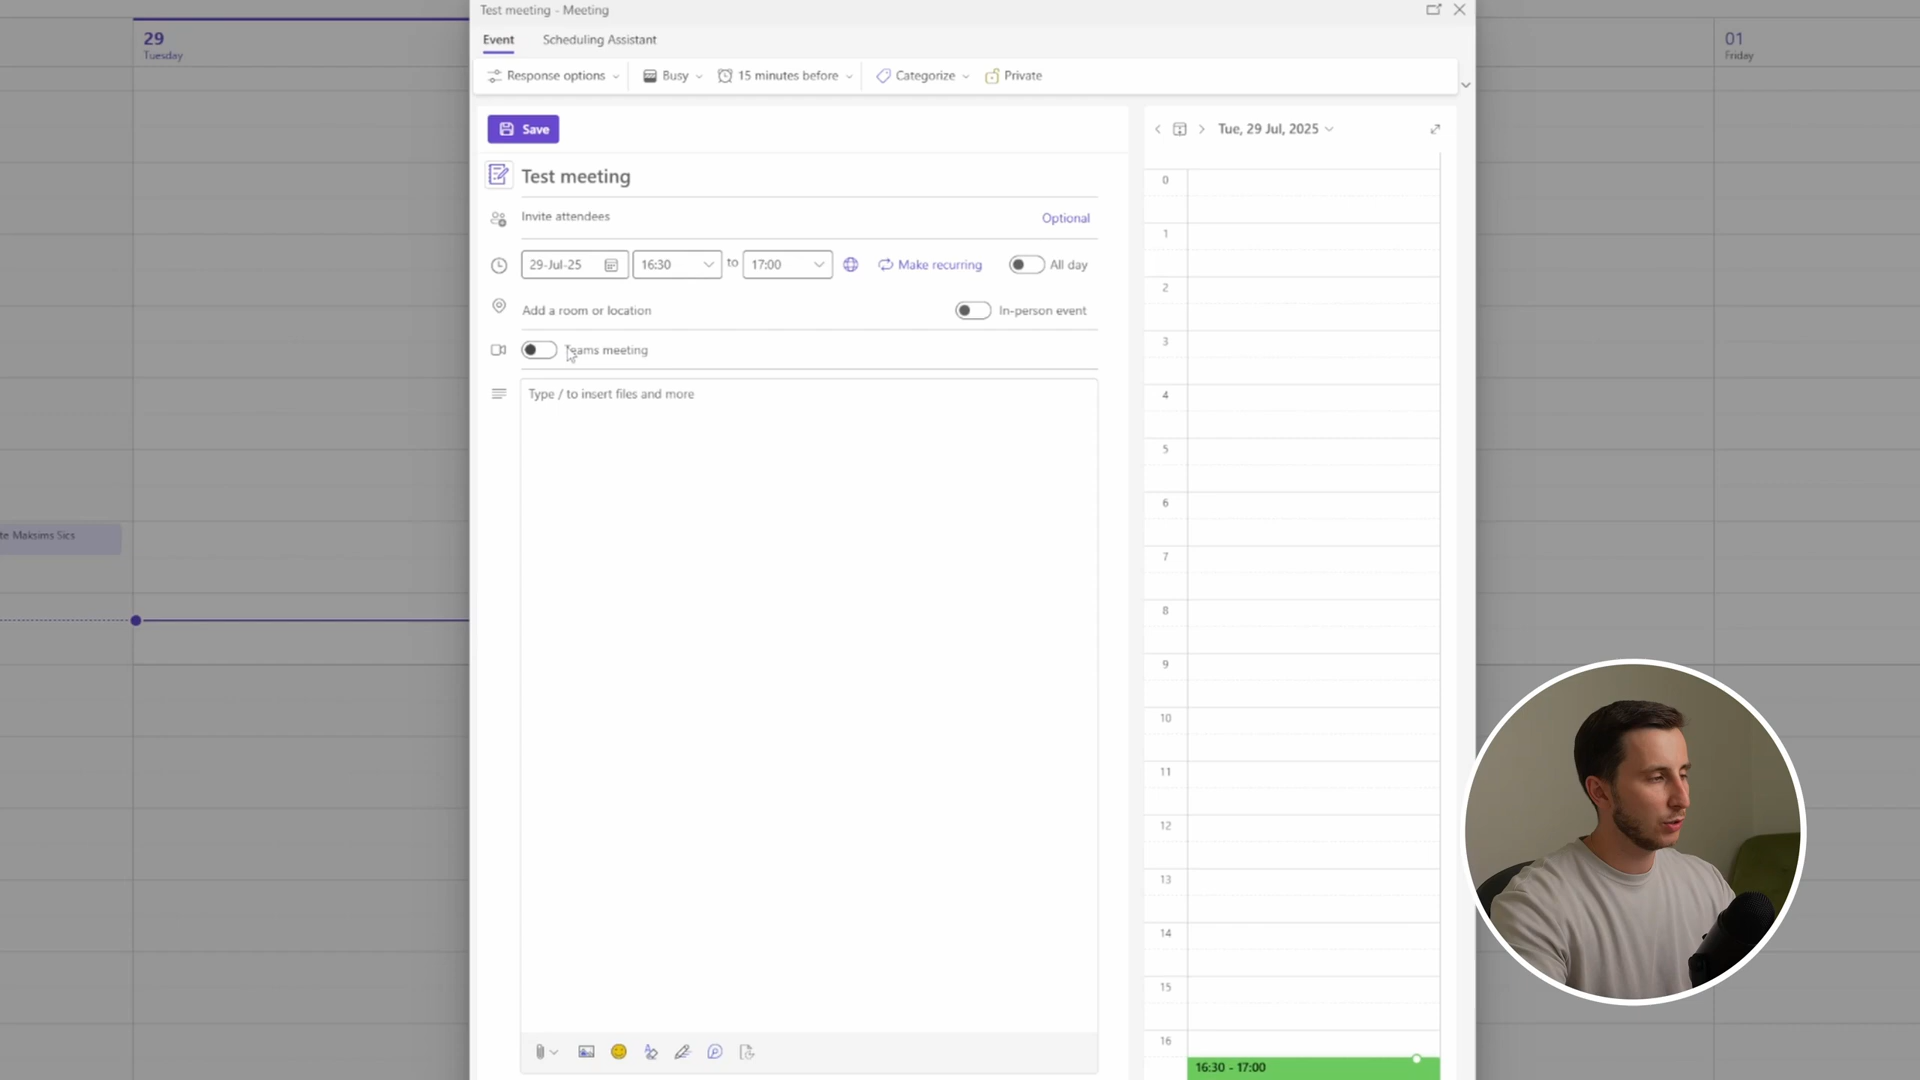 Test meeting - Meeting
29
Tuesday
01
Friday
Event Scheduling Assistant
Response options Busy 15 minutes before Categorize Private
Save
Tue, 29 Jul, 2025
Test meeting
Invite attendees Optional
29-Jul-25 16:30 to 17:00 Make recurring All day
Add a room or location In-person event
Teams meeting
Type / to insert files and more
te Maksims Sics
0
1
2
3
4
5
6
7
8
9
10
11
12
13
14
15
16
16:30 - 17:00